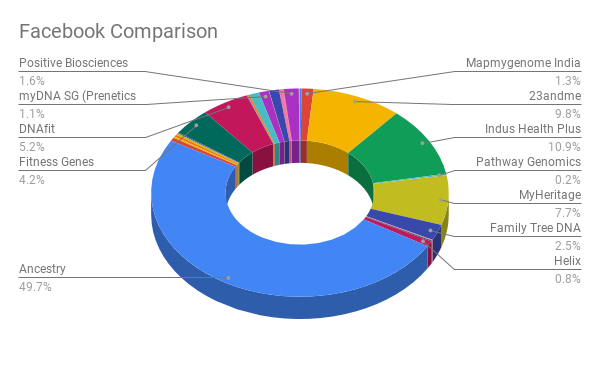 Facebook Comparison
Positive Biosciences
1.6%
myDNA SG (Prenetics
1.1%
DNAfit
5.2%
Fitness Genes
4.2%
Ancestry
49.7%
Mapmygenome India
1.3%
23andme
9.8%
Indus Health Plus
10.9%
Pathway Genomics
0.2%
MyHeritage
7.7%
Family Tree DNA
2.5%
Helix
0.8%